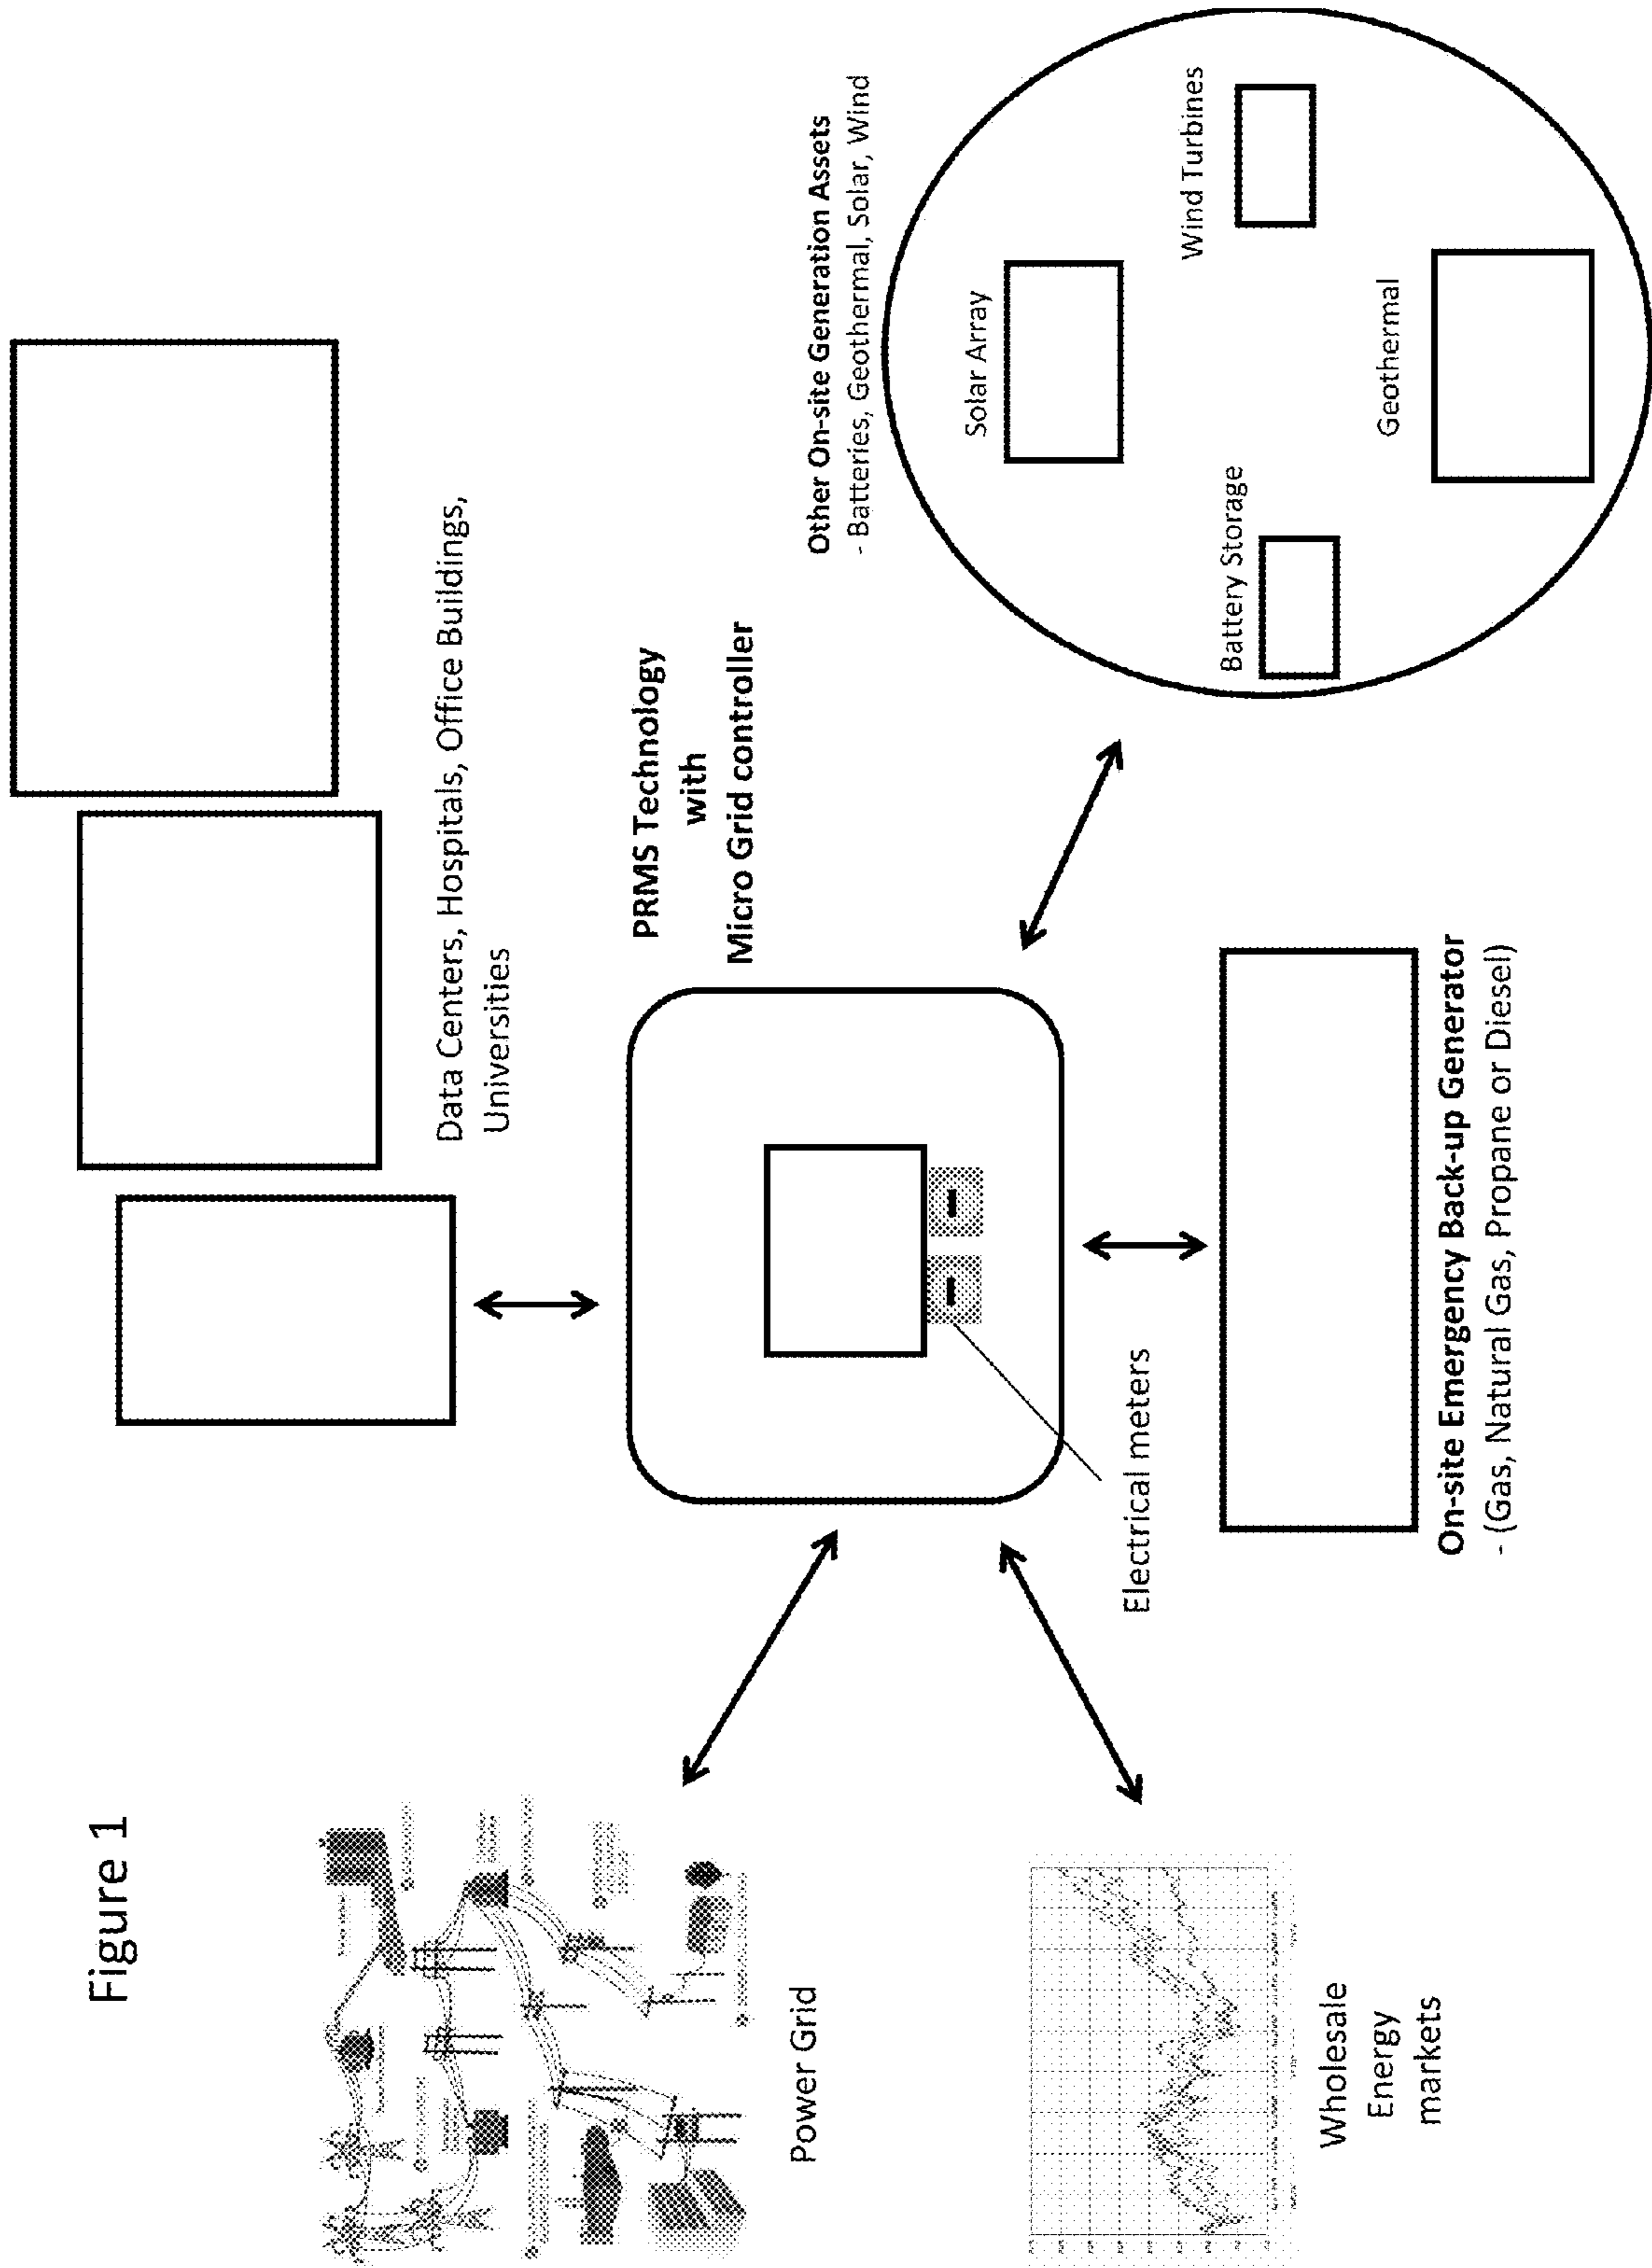 Figure 1
Data Centers, Hospitals, Office Buildings,
Universities
Power Grid
PRMS Technology
with
Micro Grid controller
Other On-site Generation Assets
- Batteries, Geothermal, Solar, Wind
Solar Array
Wind Turbines
Battery Storage
Geothermal
Electrical meters
Wholesale
Energy
markets
On-site Emergency Back-up Generator
- (Gas, Natural Gas, Propane or Diesel)